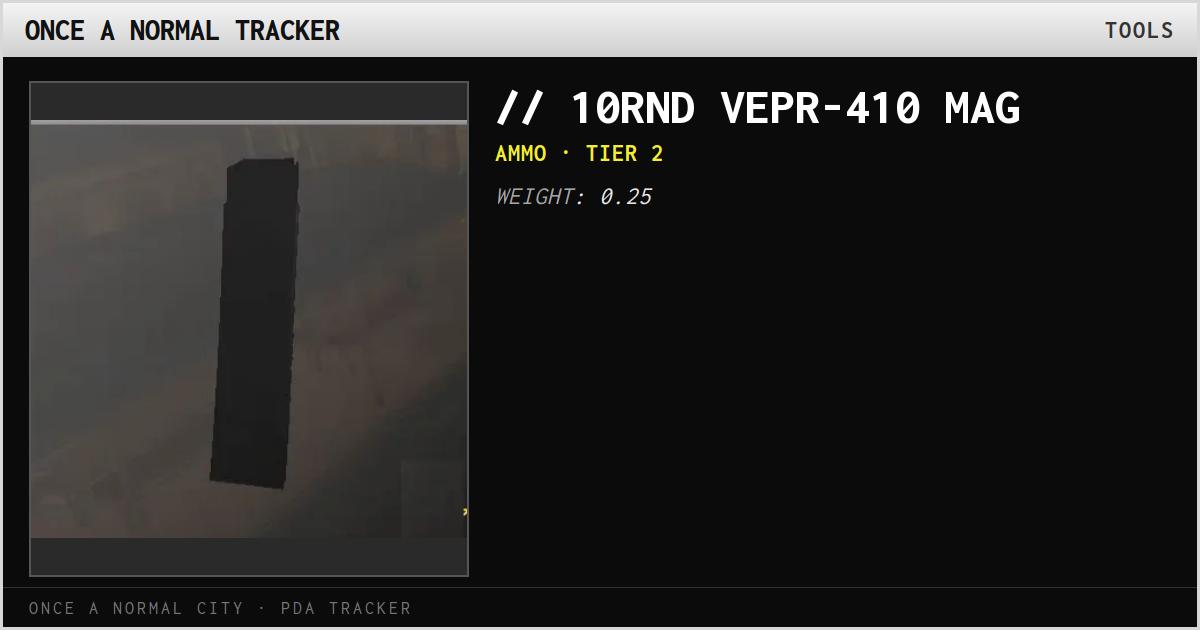 ONCE A NORMAL TRACKER
TOOLS
// 10RND VEPR-410 MAG
AMMO · TIER 2
WEIGHT: 0.25
ONCE A NORMAL CITY · PDA TRACKER